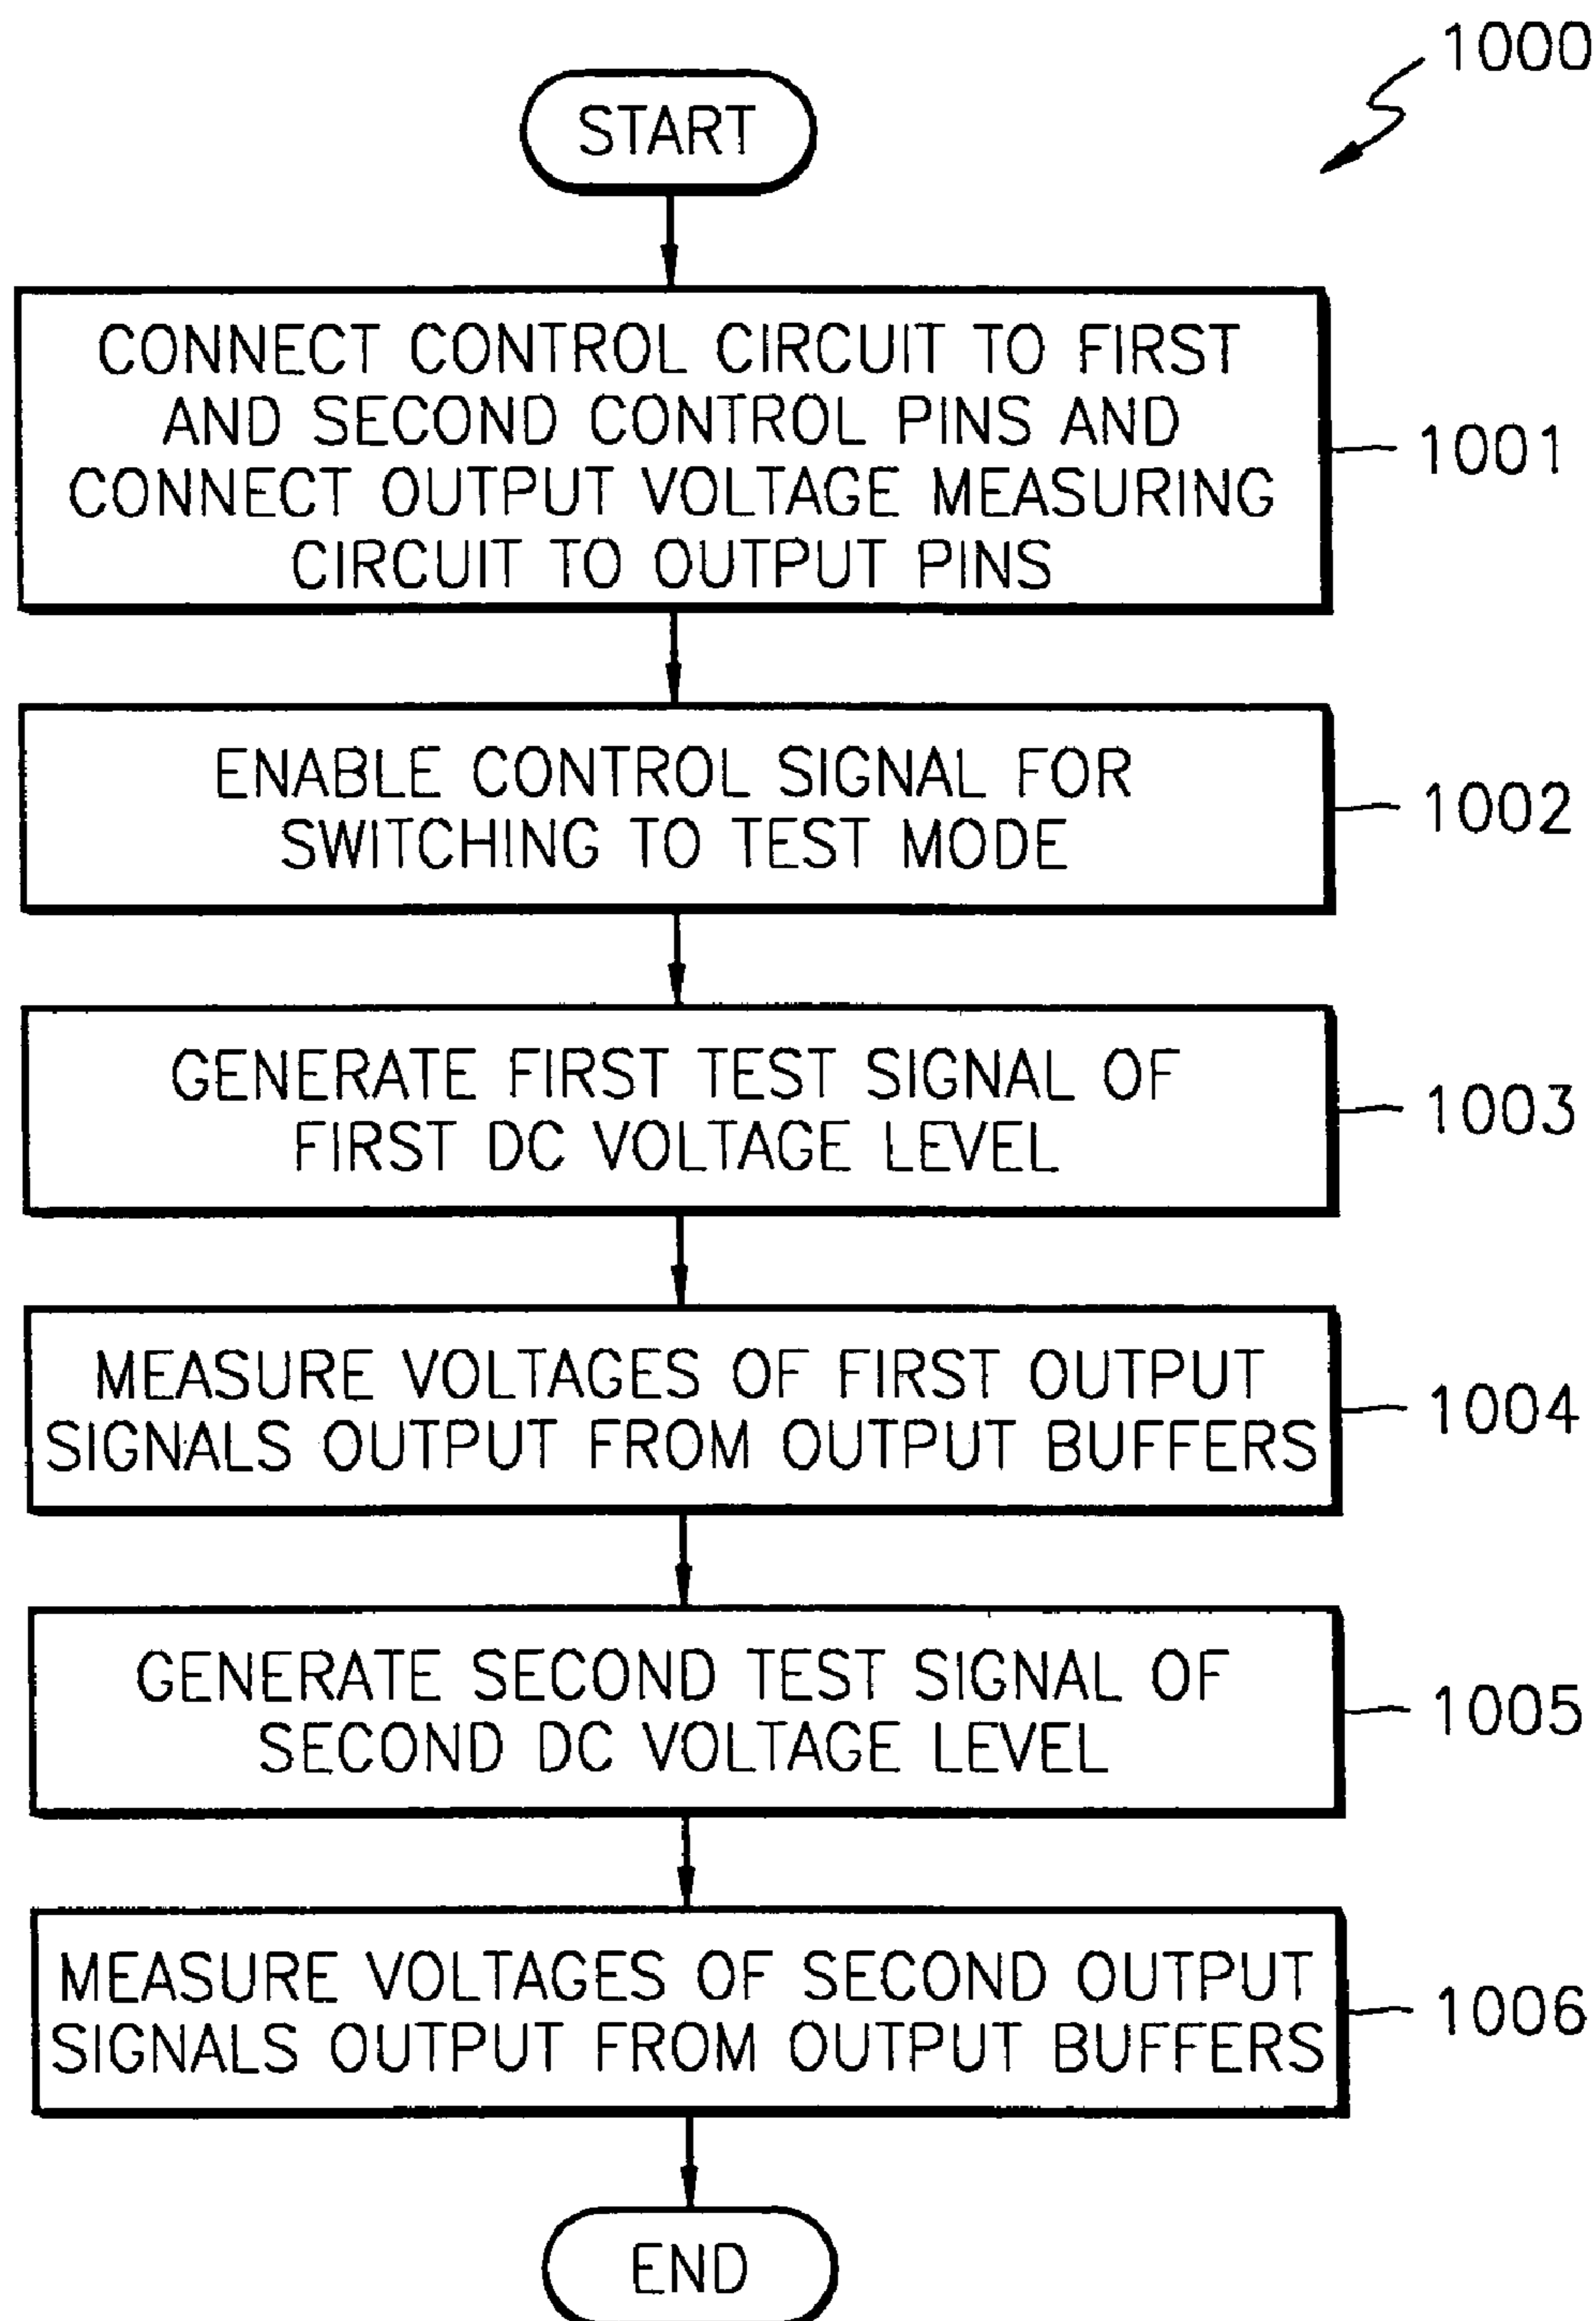 1000
START
CONNECT CONTROL CIRCUIT TO FIRST
AND SECOND CONTROL PINS AND
CONNECT OUTPUT VOLTAGE MEASURING
CIRCUIT TO OUTPUT PINS
1001
ENABLE CONTROL SIGNAL FOR
SWITCHING TO TEST MODE
1002
GENERATE FIRST TEST SIGNAL OF
FIRST DC VOLTAGE LEVEL
1003
MEASURE VOLTAGES OF FIRST OUTPUT
SIGNALS OUTPUT FROM OUTPUT BUFFERS
1004
GENERATE SECOND TEST SIGNAL OF
SECOND DC VOLTAGE LEVEL
1005
MEASURE VOLTAGES OF SECOND OUTPUT
SIGNALS OUTPUT FROM OUTPUT BUFFERS
1006
END